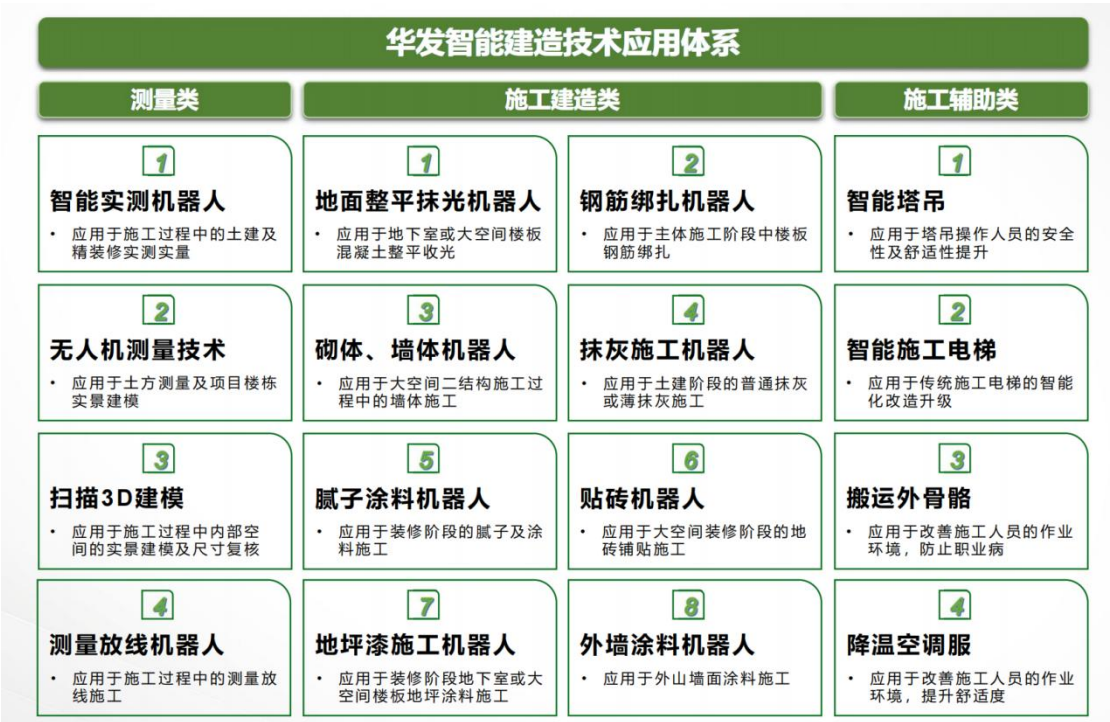 华发智能建造技术应用体系
测量类
施工建造类
施工辅助类
1
智能实测机器人
• 应用于施工过程中的土建及
精装修实测实量
1
地面整平抹光机器人
• 应用于地下室或大空间楼板
混凝土整平收光
2
钢筋绑扎机器人
• 应用于主体施工阶段中楼板
钢筋绑扎
1
智能塔吊
• 应用于塔吊操作人员的安全
性及舒适性提升
2
无人机测量技术
• 应用于土方测量及项目楼栋
实景建模
3
砌体、墙体机器人
• 应用于大空间二结构施工过
程中的墙体施工
4
抹灰施工机器人
• 应用于土建阶段的普通抹灰
或薄抹灰施工
2
智能施工电梯
• 应用于传统施工电梯的智能
化改造升级
3
扫描3D建模
• 应用于施工过程中内部空
间的实景建模及尺寸复核
5
腻子涂料机器人
• 应用于装修阶段的腻子及涂
料施工
6
贴砖机器人
• 应用于大空间装修阶段的地
砖铺贴施工
3
搬运外骨骼
• 应用于改善施工人员的作业
环境，防止职业病
4
测量放线机器人
• 应用于施工过程中的测量放
线施工
7
地坪漆施工机器人
• 应用于装修阶段地下室或大
空间楼板地坪涂料施工
8
外墙涂料机器人
• 应用于外山墙面涂料施工
4
降温空调服
• 应用于改善施工人员的作业
环境，提升舒适度